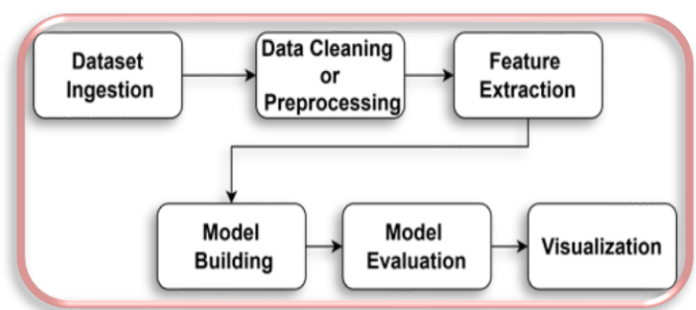 Dataset
Ingestion
Data Cleaning
or
Preprocessing
Feature
Extraction
Model
Building
Model
Evaluation
Visualization